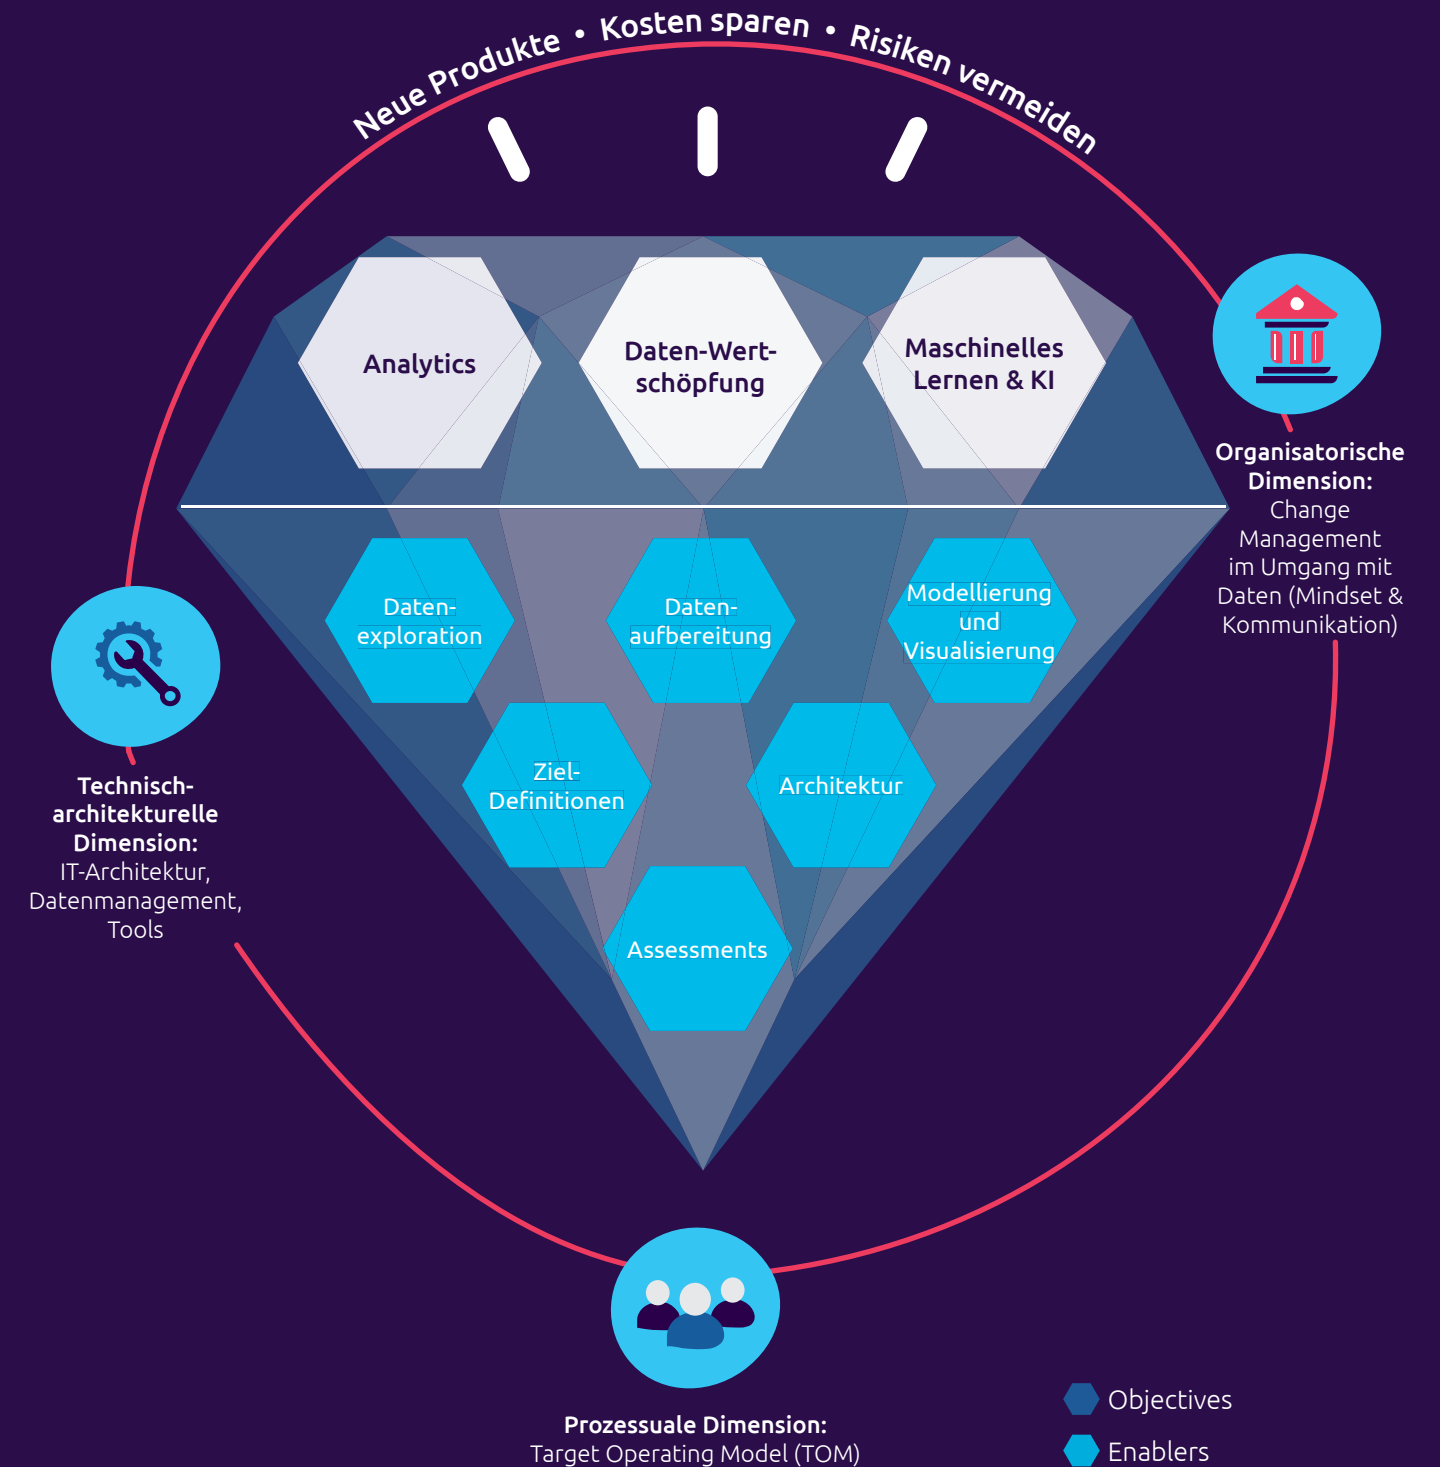 Neue Produkte • Kosten sparen • Risiken vermeiden
Analytics
Daten-Wert-
schöpfung
Maschinelles
Lernen & KI
Organisatorische
Dimension:
Change
Management
im Umgang mit
Daten (Mindset &
Kommunikation)
Daten-
exploration
Daten-
aufbereitung
Modellierung
und
Visualisierung
Ziel-
Definitionen
Architektur
Technisch-
architekturelle
Dimension:
IT-Architektur,
Datenmanagement,
Tools
Assessments
Prozessuale Dimension:
Target Operating Model (TOM)
Objectives
Enablers